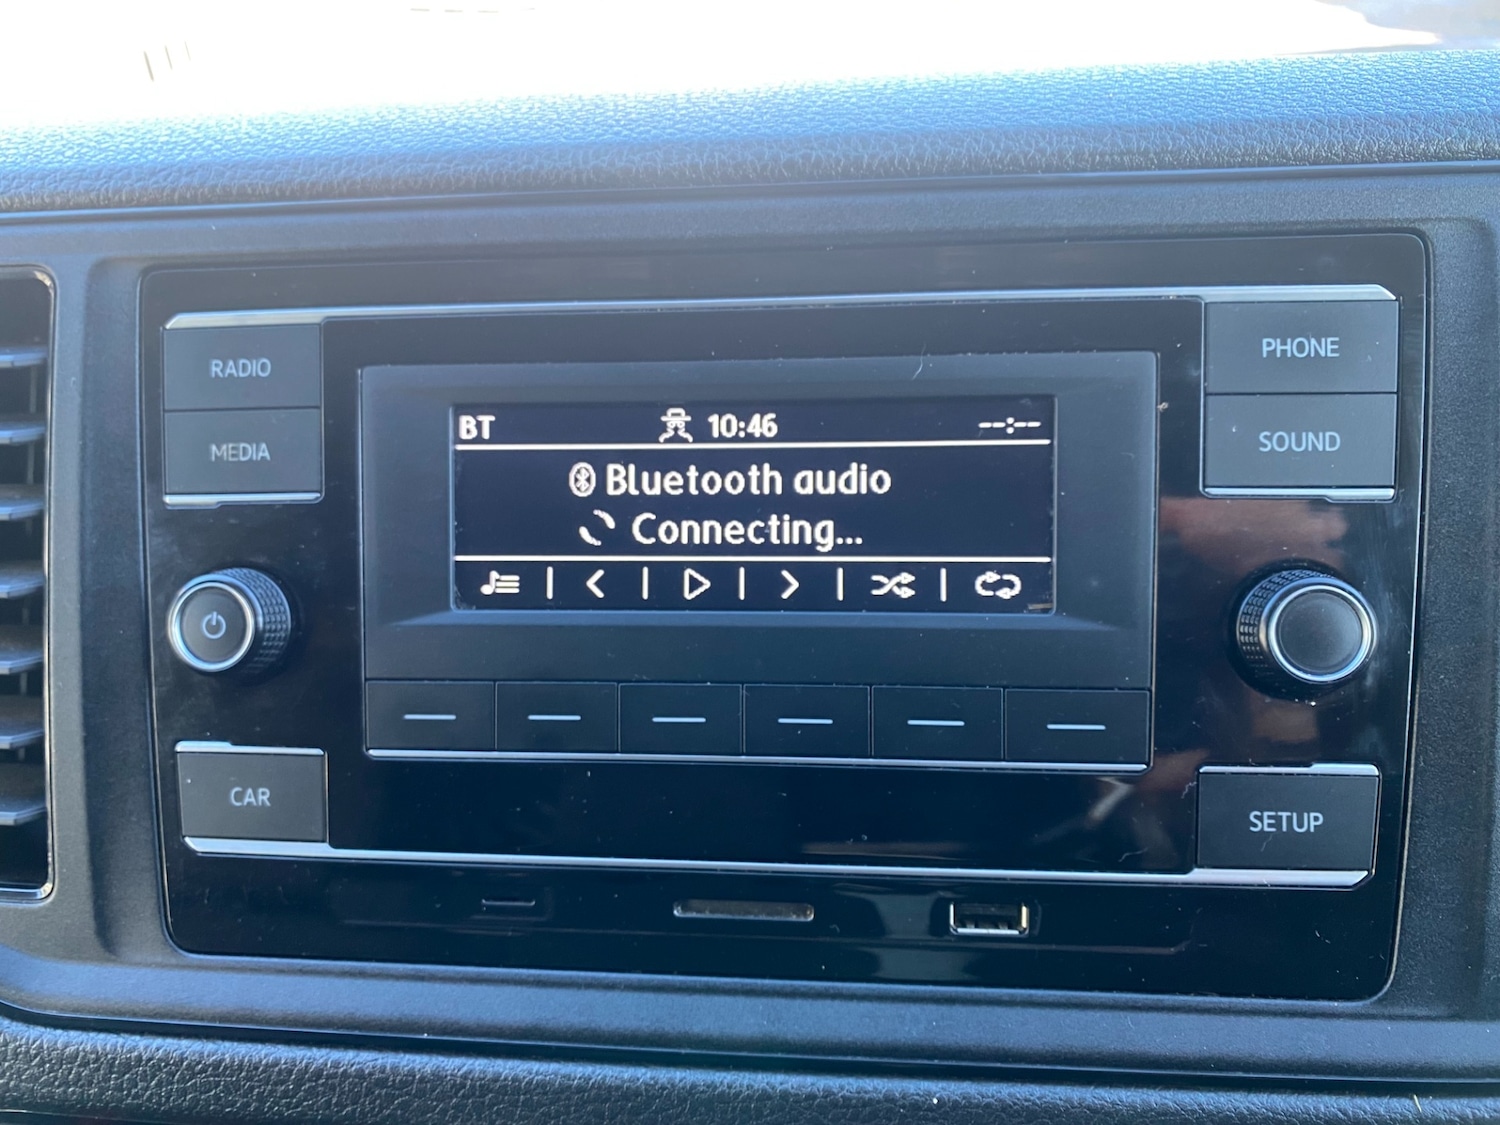 RADIO
MEDIA
PHONE
SOUND
BT 10:46 --:--
Bluetooth audio
Connecting...
CAR
SETUP